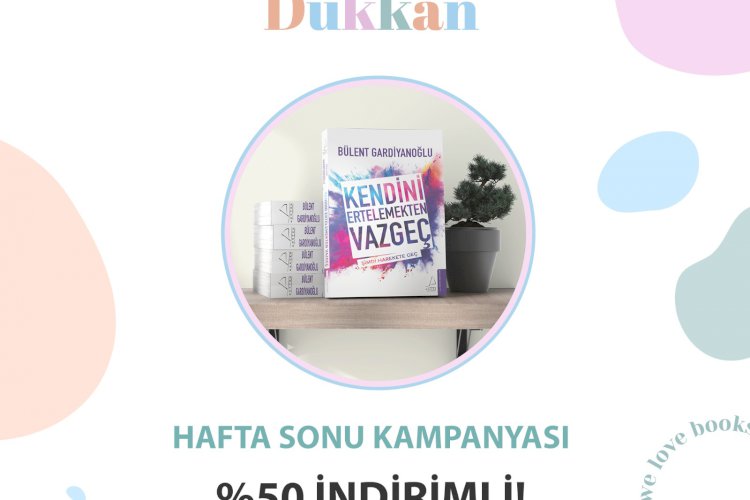 Dukkan
BÜLENT GARDİYANOĞLU
KENDİNİ
ERTELEMEKTEN
VAZGEÇ
ŞİMDİ HAREKETE GEÇ
BÜLENT
GARDİYANOĞLU
BÜLENT
GARDİYANOĞLU
BÜLENT
GARDİYANOĞLU
BÜLENT
GARDİYANOĞLU
HAFTA SONU KAMPANYASI
%50 İNDİRİMLİ!
we love books